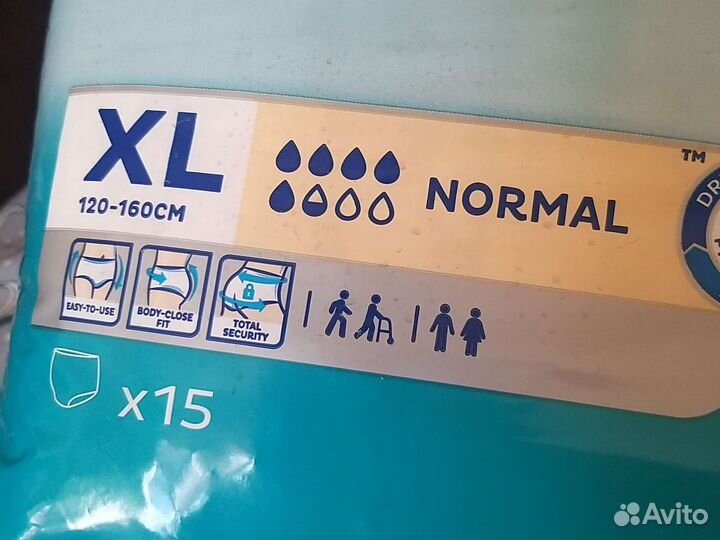 XL
120-160CM
NORMAL
™
EASY-TO-USE
BODY-CLOSE
FIT
TOTAL
SECURITY
x15
Avito